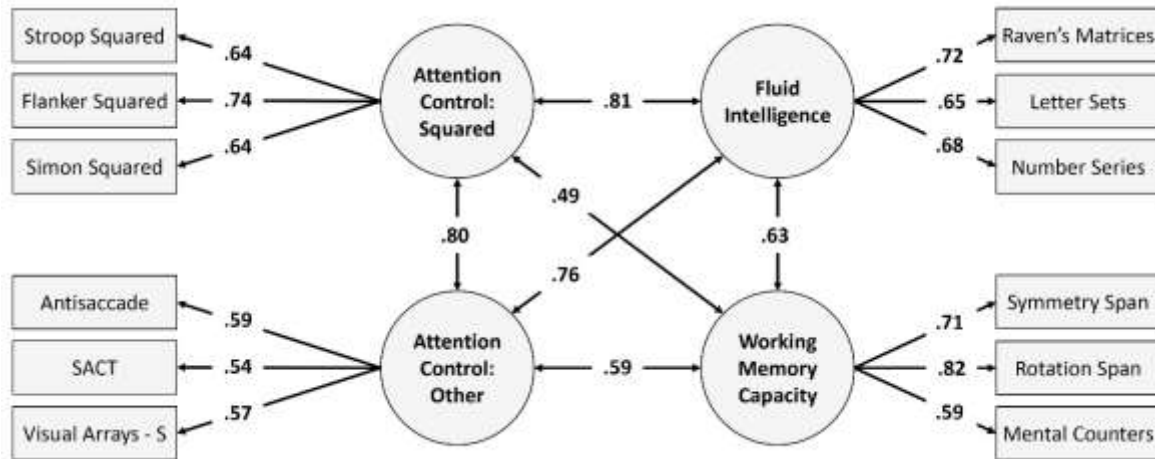 Stroop Squared
Flanker Squared
Simon Squared
.64
.74
.64
Attention
Control:
Squared
.81
Fluid
Intelligence
.72
.65
.68
Raven's Matrices
Letter Sets
Number Series
.80
.49
.76
.63
Antisaccade
SACT
Visual Arrays - S
.59
.54
.57
Attention
Control:
Other
.59
Working
Memory
Capacity
.71
.82
.59
Symmetry Span
Rotation Span
Mental Counters